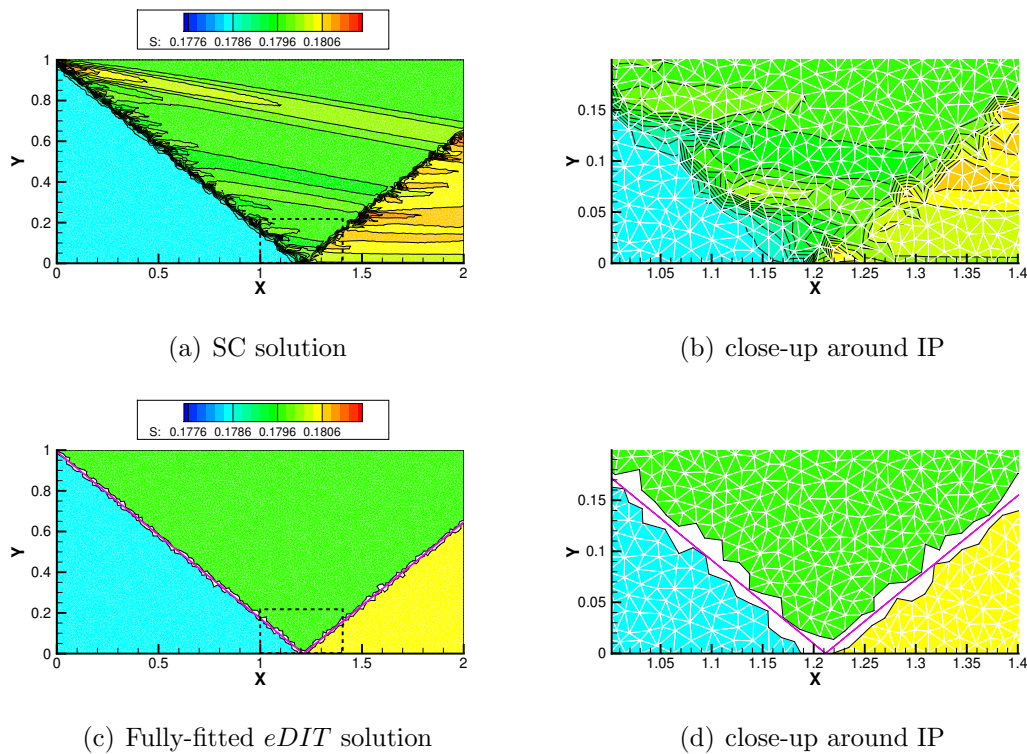 S: 0.1776 0.1786 0.1796 0.1806
Y
1
0.8
0.6
0.4
0.2
0
0 0.5 1 1.5 2
X
Y
0.15
0.1
0.05
0
1.05 1.1 1.15 1.2 1.25 1.3 1.35 1.4
X
(a) SC solution
(b) close-up around IP
S: 0.1776 0.1786 0.1796 0.1806
Y
1
0.8
0.6
0.4
0.2
0
0 0.5 1 1.5 2
X
Y
0.15
0.1
0.05
0
1.05 1.1 1.15 1.2 1.25 1.3 1.35 1.4
X
(c) Fully-fitted eDIT solution
(d) close-up around IP